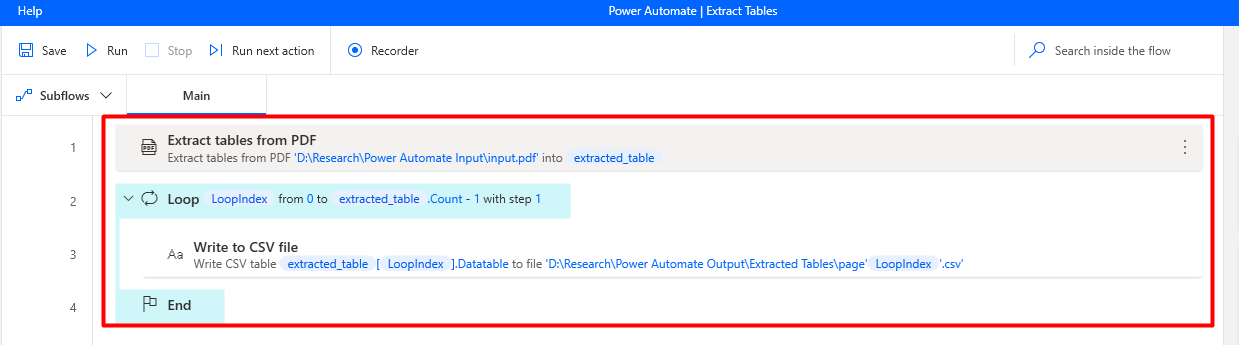 Help
Power Automate | Extract Tables
Save Run Stop Run next action Recorder Search inside the flow
Subflows Main
1
PDF
Extract tables from PDF
Extract tables from PDF 'D:\Research\Power Automate Input\input.pdf' into extracted_table
2
Loop LoopIndex from 0 to extracted_table .Count - 1 with step 1
3
Aa
Write to CSV file
Write CSV table extracted_table [ LoopIndex ].Datatable to file 'D:\Research\Power Automate Output\Extracted Tables\page' LoopIndex '.csv'
4
End